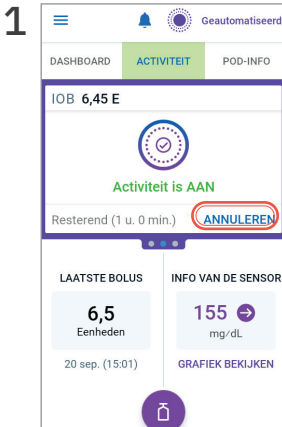 1
Geautomatiseerd
DASHBOARD ACTIVITEIT POD-INFO
IOB 6,45 E
Activiteit is AAN
Resterend (1 u. 0 min.) ANNULEREN
LAATSTE BOLUS INFO VAN DE SENSOR
6,5 155
Eenheden mg/dL
20 sep. (15:01) GRAFIEK BEKIJKEN